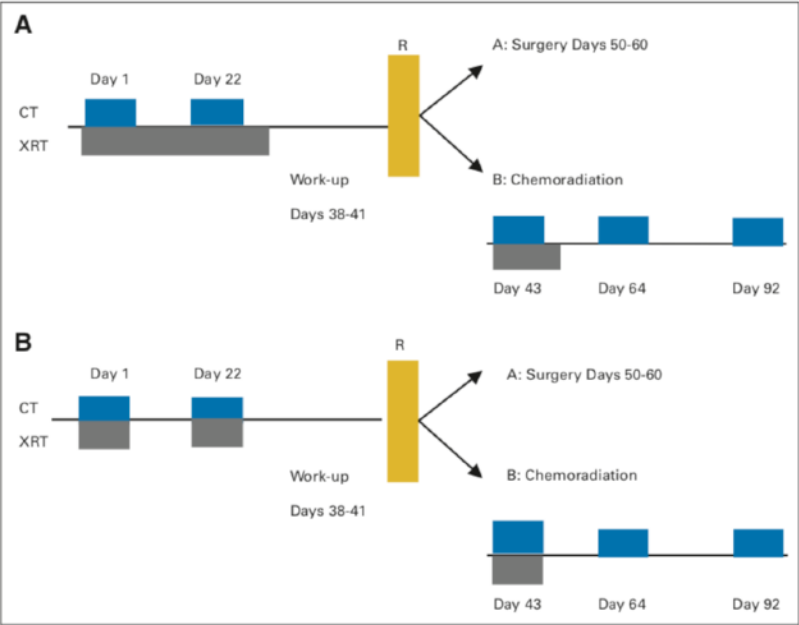 A
R
A: Surgery Days 50-60
Day 1 Day 22
CT
XRT
Work-up
B: Chemoradiation
Days 38-41
Day 43 Day 64 Day 92
B
R
Day 1 Day 22
A: Surgery Days 50-60
CT
XRT
Work-up
B: Chemoradiation
Days 38-41
Day 43 Day 64 Day 92